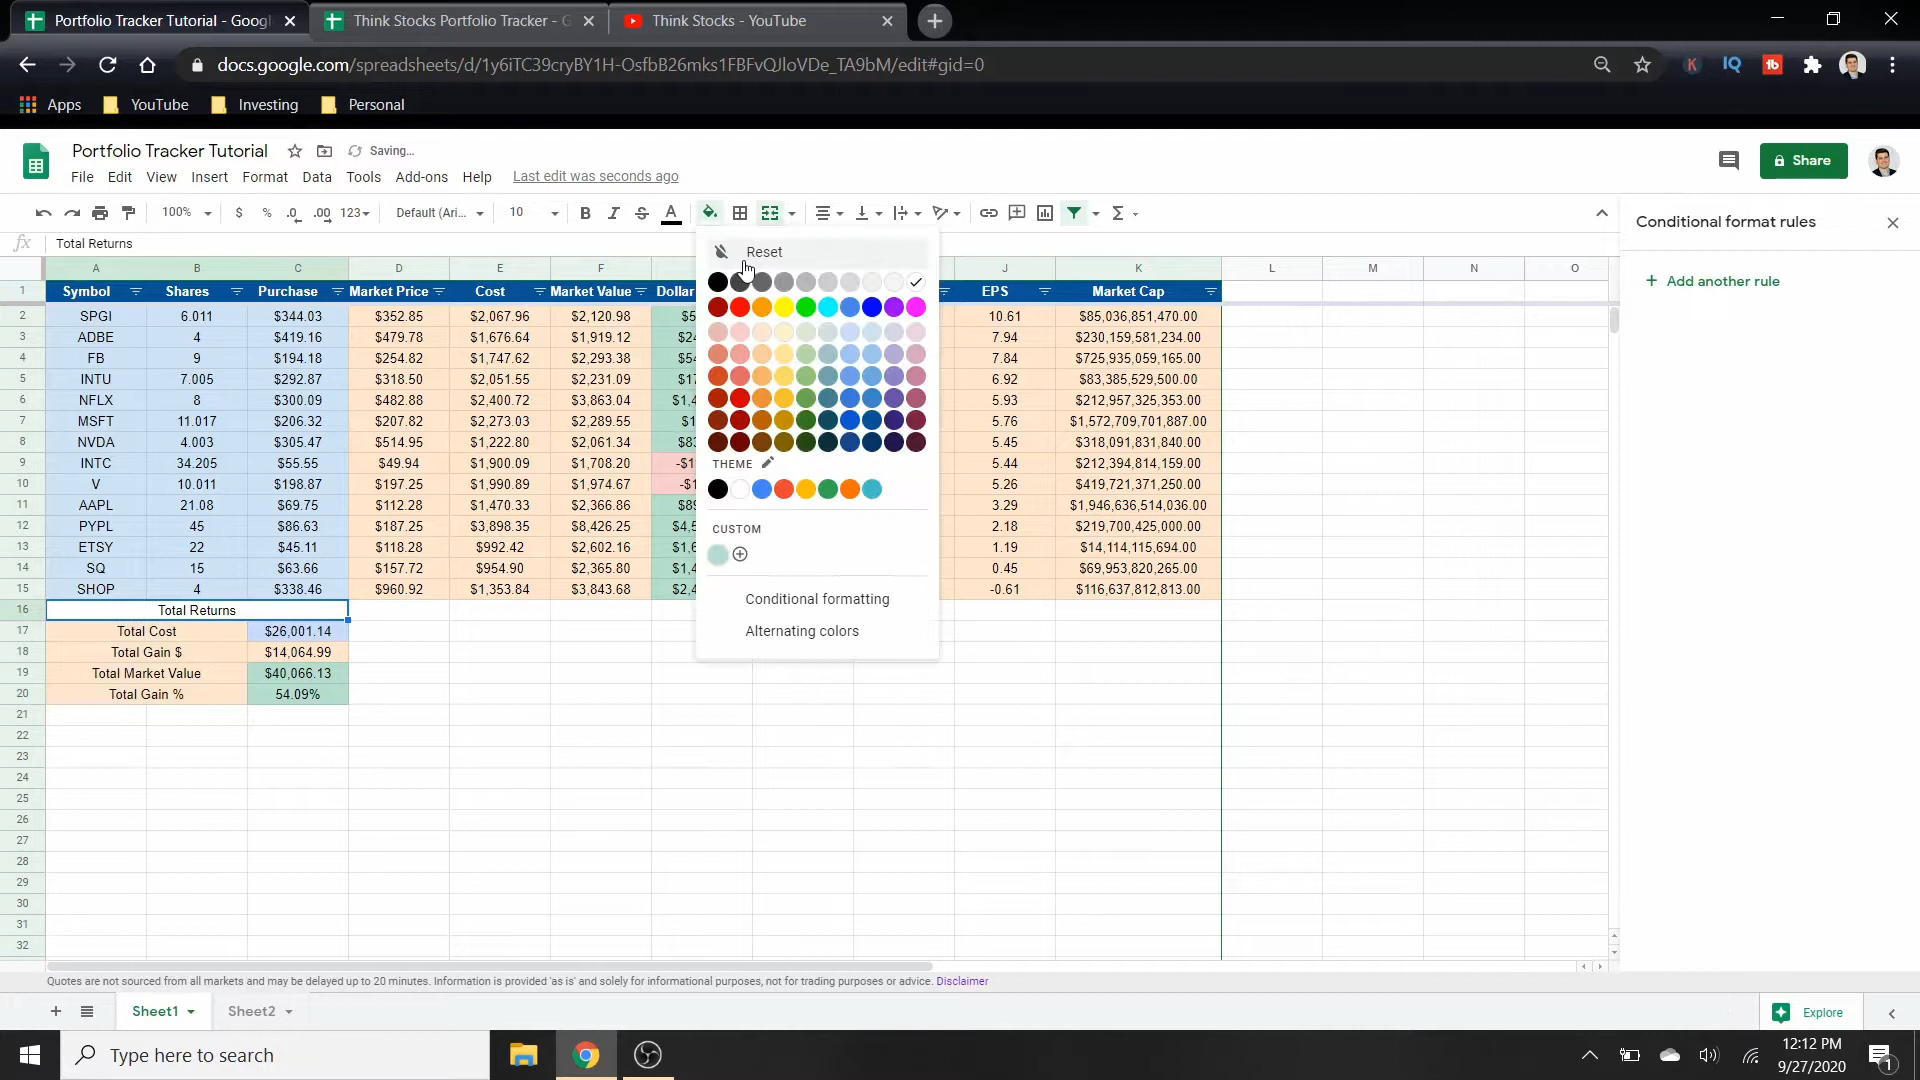 Portfolio Tracker Tutorial - Googl
Think Stocks Portfolio Tracker - G
Think Stocks - YouTube
docs.google.com/spreadsheets/d/1y6iTC39cryBY1H-OsfbB26mks1FBFvQJloVDe_TA9bM/edit#gid=0
Apps YouTube Investing Personal
Portfolio Tracker Tutorial Saving...
File Edit View Insert Format Data Tools Add-ons Help Last edit was seconds ago
Share
100% $ % .0 .00 123 Default (Ari... 10 B I S A
Conditional format rules
fx Total Returns
Reset
A B C D E F J K L M N O
1 Symbol Shares Purchase Market Price Cost Market Value Dollar EPS Market Cap
+ Add another rule
2 SPGI 6.011 $344.03 $352.85 $2,067.96 $2,120.98 $5 10.61 $85,036,851,470.00
3 ADBE 4 $419.16 $479.78 $1,676.64 $1,919.12 $24 7.94 $230,159,581,234.00
4 FB 9 $194.18 $254.82 $1,747.62 $2,293.38 $54 7.84 $725,935,059,165.00
5 INTU 7.005 $292.87 $318.50 $2,051.55 $2,231.09 $17 6.92 $83,385,529,500.00
6 NFLX 8 $300.09 $482.88 $2,400.72 $3,863.04 $1,4 5.93 $212,957,325,353.00
7 MSFT 11.017 $206.32 $207.82 $2,273.03 $2,289.55 $1 5.76 $1,572,709,701,887.00
8 NVDA 4.003 $305.47 $514.95 $1,222.80 $2,061.34 $83 5.45 $318,091,831,840.00
9 INTC 34.205 $55.55 $49.94 $1,900.09 $1,708.20 -$1 5.44 $212,394,814,159.00
10 V 10.011 $198.87 $197.25 $1,990.89 $1,974.67 -$1 5.26 $419,721,371,250.00
11 AAPL 21.08 $69.75 $112.28 $1,470.33 $2,366.86 $89 3.29 $1,946,636,514,036.00
12 PYPL 45 $86.63 $187.25 $3,898.35 $8,426.25 $4,5 2.18 $219,700,425,000.00
13 ETSY 22 $45.11 $118.28 $992.42 $2,602.16 $1,6 1.19 $14,114,115,694.00
14 SQ 15 $63.66 $157.72 $954.90 $2,365.80 $1,4 0.45 $69,953,820,265.00
15 SHOP 4 $338.46 $960.92 $1,353.84 $3,843.68 $2,4 -0.61 $116,637,812,813.00
THEME
CUSTOM
Conditional formatting
Alternating colors
16 Total Returns
17 Total Cost $26,001.14
18 Total Gain $ $14,064.99
19 Total Market Value $40,066.13
20 Total Gain % 54.09%
21
22
23
24
25
26
27
28
29
30
31
32
Quotes are not sourced from all markets and may be delayed up to 20 minutes. Information is provided 'as is' and solely for informational purposes, not for trading purposes or advice. Disclaimer
Sheet1 Sheet2 Explore
Type here to search
12:12 PM
9/27/2020
1